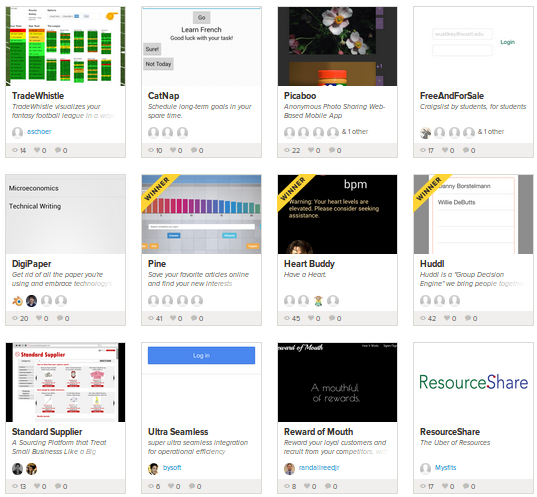 TradeWhistle
TradeWhistle visualizes your
fantasy football league in a
aschoer
14 0 0
Go
Learn French
Good luck with your task!
Sure!
Not Today
CatNap
Schedule long-term goals in your
spare time.
10 0 0
Picaboo
Anonymous Photo Sharing Web-
Based Mobile App
& 1 other
22 0 0
Login
FreeAndForSale
Craigslist by students, for students
& 1 other
17 0 0
Microeconomics
Technical Writing
DigiPaper
Get rid of all the paper you're
using and embrace technology
20 0 0
WINNER
Pine
Save your favorite articles online
and find your new interests
41 0 0
WINNER
bpm
Warning: Your heart levels are
elevated. Please consider seeking
assistance.
Heart Buddy
Have a Heart.
45 0 0
WINNER
Danny Borstelmann
Willie DeButts
Huddl
Huddl is a "Group Decision
Engine" we bring people together
42 0 0
Standard Supplier
Standard Supplier
A Sourcing Platform that Treat
Small Businesss Like a Big
13 0 0
Log in
Ultra Seamless
super ultra seamless integration
for operational efficiency
bysoft
6 0 0
Reward of Mouth
A mouthful
of rewards.
Reward of Mouth
Reward your loyal customers and
recruit from your competitors,
randallreedjr
8 0 0
ResourceShare
ResourceShare
The Uber of Resources
Mysfits
17 0 0